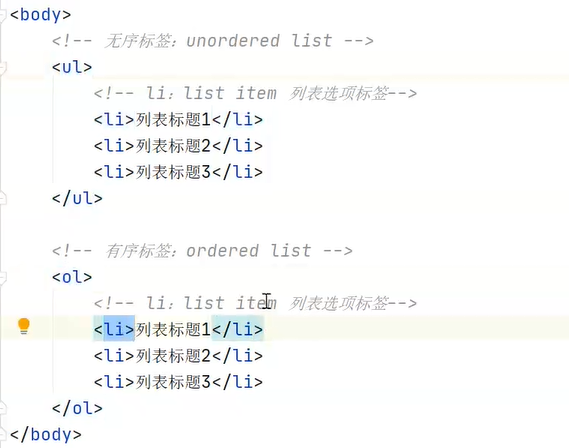 <body>
<!-- 无序标签：unordered list -->
<ul>
<!-- li：list item 列表选项标签-->
<li>列表标题1</li>
<li>列表标题2</li>
<li>列表标题3</li>
</ul>
<!-- 有序标签：ordered list -->
<ol>
<!-- li：list item 列表选项标签-->
<li>列表标题1</li>
<li>列表标题2</li>
<li>列表标题3</li>
</ol>
</body>